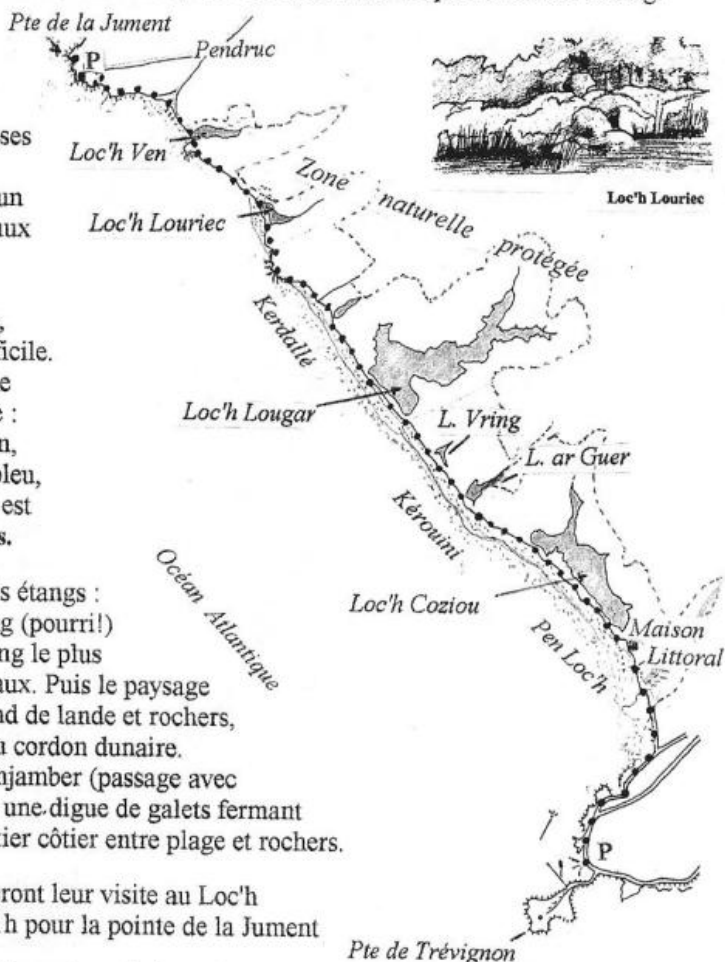 Pte de la Jument
Pendruc
P
Loc'h Ven
Loc'h Louriec
Zone naturelle protégée
Loc'h Louriec
Kerdallé
Loc'h Lougar
L. Vring
L. ar Guer
Kérouini
Océan Atlantique
Loc'h Coziou
Pen Loc'h
Maison
Littoral
P
Pte de Trévignon
ses
un
ux
,
ficile.
e
e :
n,
bleu,
est
s.
s étangs :
g (pourri!)
ng le plus
aux. Puis le paysage
nd de lande et rochers,
u cordon dunaire.
njamber (passage avec
une digue de galets fermant
tier côtier entre plage et rochers.
ront leur visite au Loc'h
h pour la pointe de la Jument